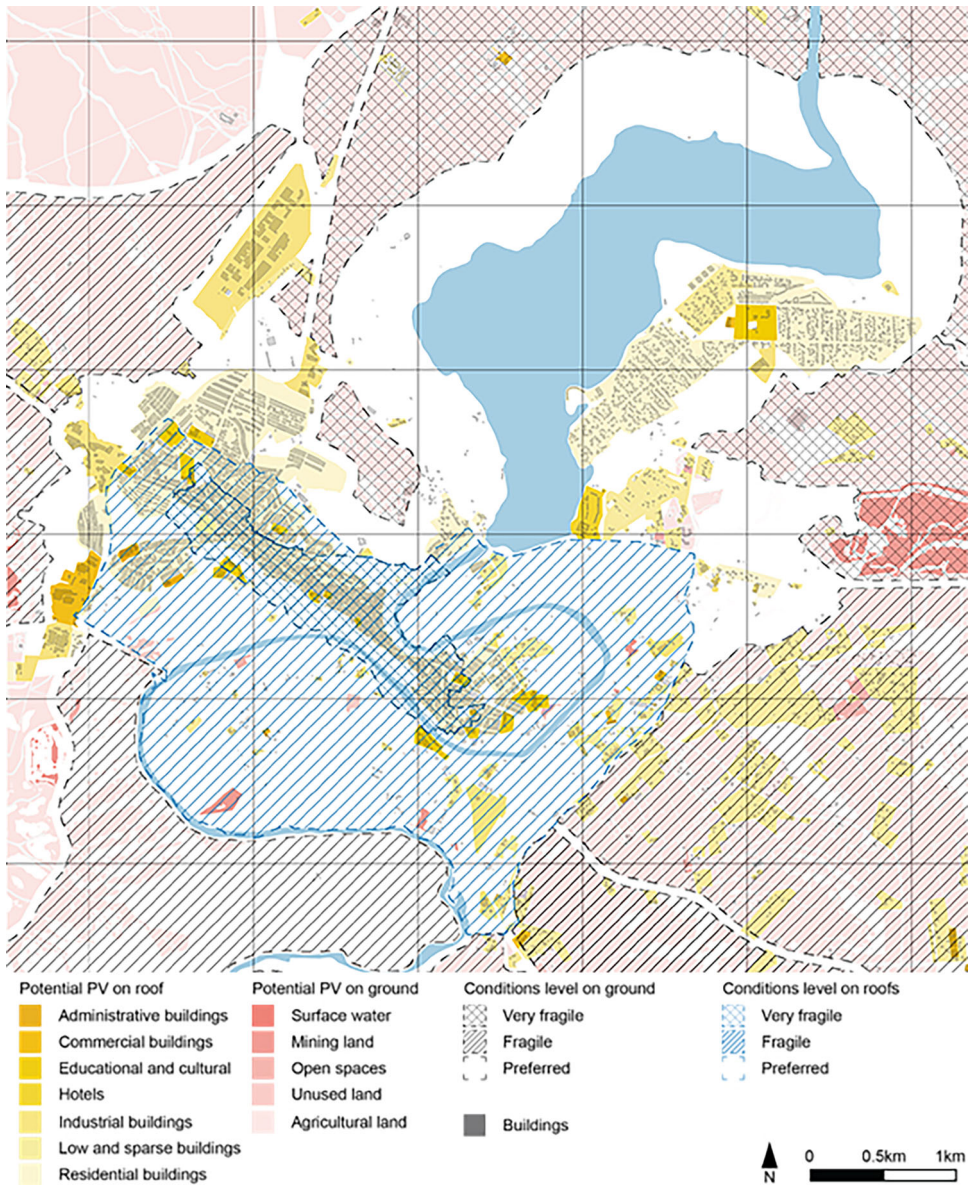 Potential PV on roof
Administrative buildings
Commercial buildings
Educational and cultural
Hotels
Industrial buildings
Low and sparse buildings
Residential buildings
Potential PV on ground
Surface water
Mining land
Open spaces
Unused land
Agricultural land
Conditions level on ground
Very fragile
Fragile
Preferred
Buildings
Conditions level on roofs
Very fragile
Fragile
Preferred
N
0 0.5km 1km